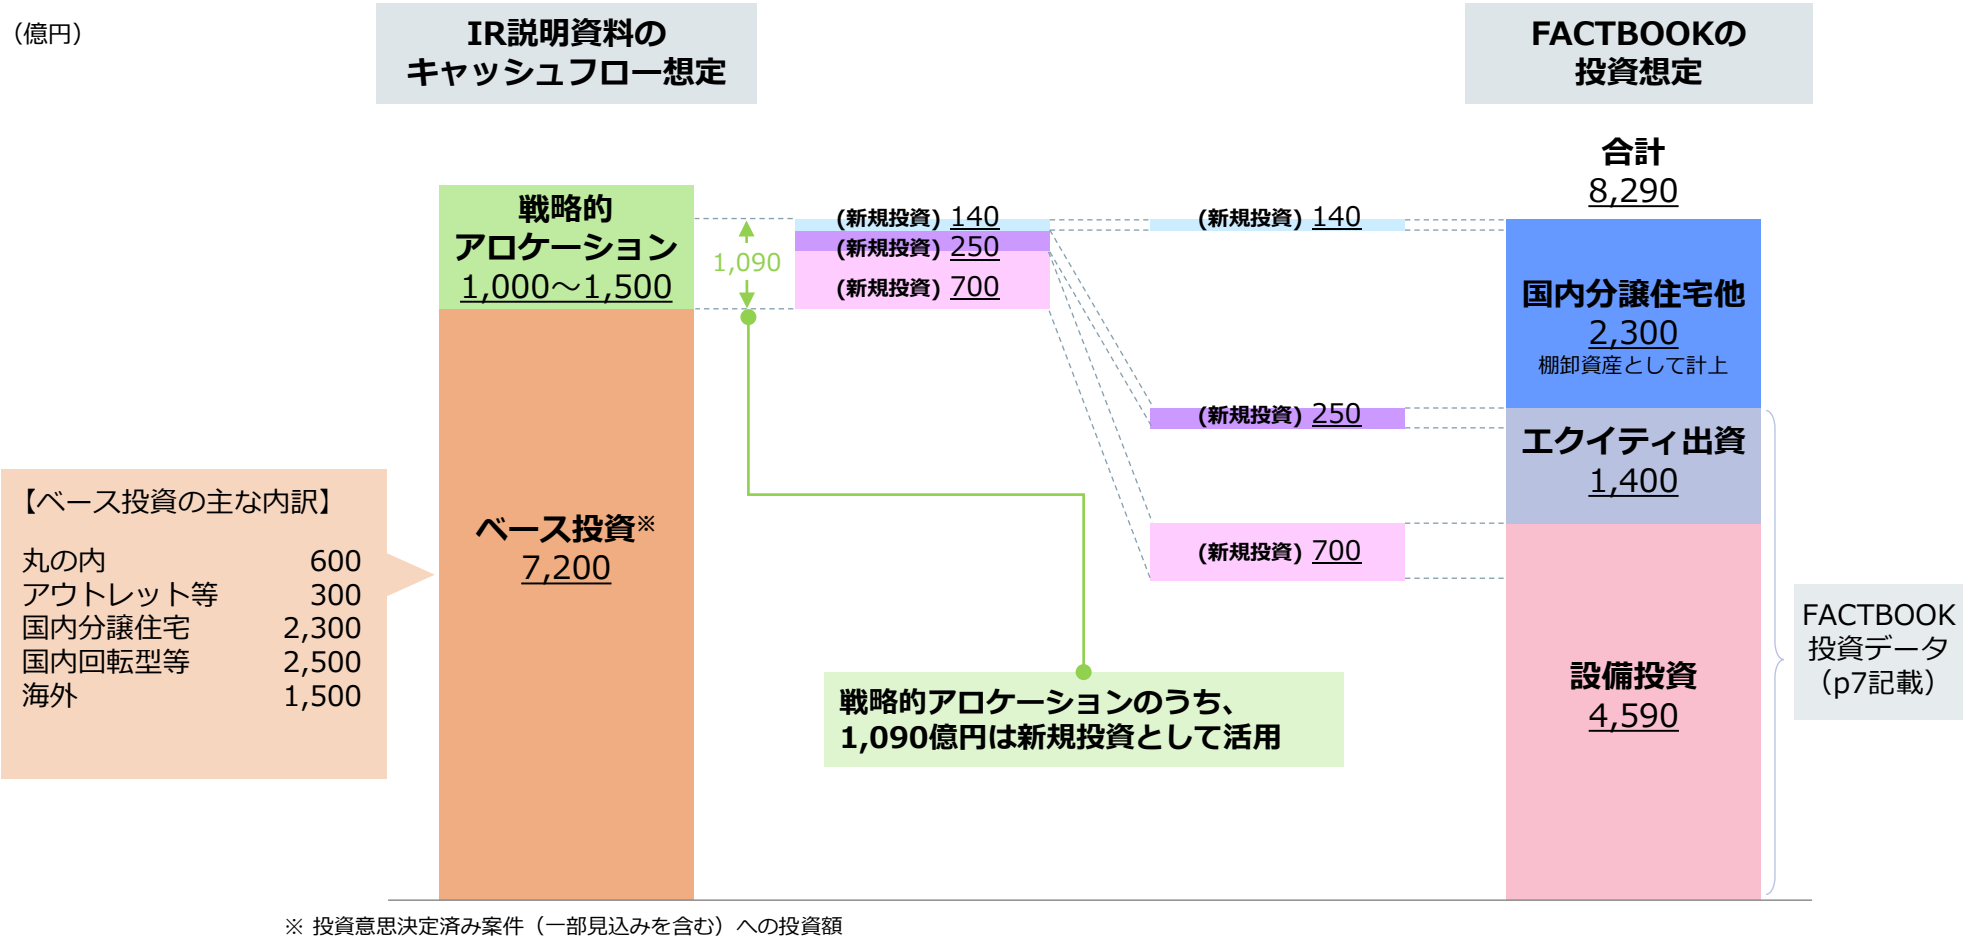 （億円）
IR説明資料の
キャッシュフロー想定
FACTBOOKの
投資想定
合計
8,290
戦略的
アロケーション
1,000～1,500
1,090
(新規投資) 140
(新規投資) 250
(新規投資) 700
(新規投資) 140
(新規投資) 250
(新規投資) 700
国内分譲住宅他
2,300
棚卸資産として計上
エクイティ出資
1,400
設備投資
4,590
FACTBOOK
投資データ
（p7記載）
【ベース投資の主な内訳】
丸の内 600
アウトレット等 300
国内分譲住宅 2,300
国内回転型等 2,500
海外 1,500
ベース投資※
7,200
戦略的アロケーションのうち、
1,090億円は新規投資として活用
※ 投資意思決定済み案件（一部見込みを含む）への投資額